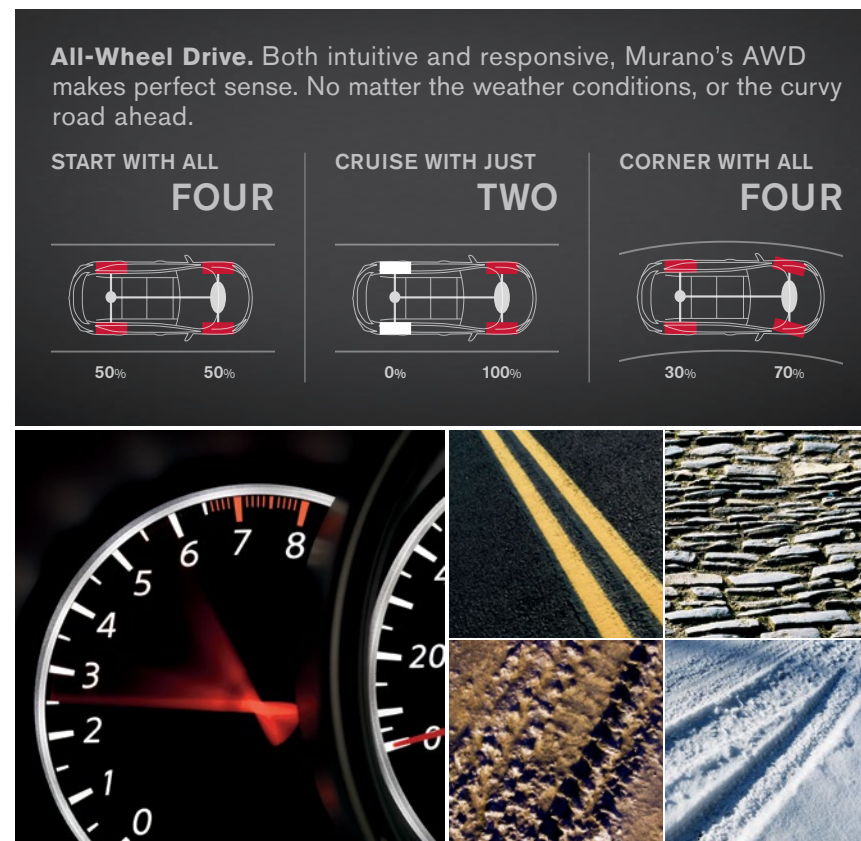 All-Wheel Drive. Both intuitive and responsive, Murano's AWD
makes perfect sense. No matter the weather conditions, or the curvy
road ahead.
START WITH ALL
FOUR
CRUISE WITH JUST
TWO
CORNER WITH ALL
FOUR
50% 50%
0% 100%
30% 70%
0
1
2
3
4
5
6
7
8
20
0